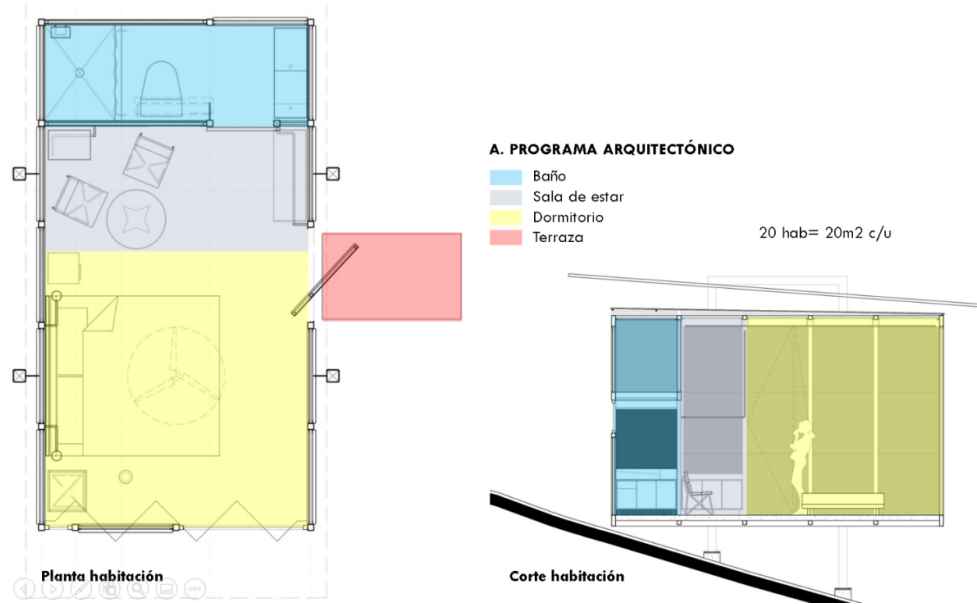 A. PROGRAMA ARQUITECTÓNICO
Baño
Sala de estar
Dormitorio
Terraza
20 hab= 20m2 c/u
Planta habitación
Corte habitación